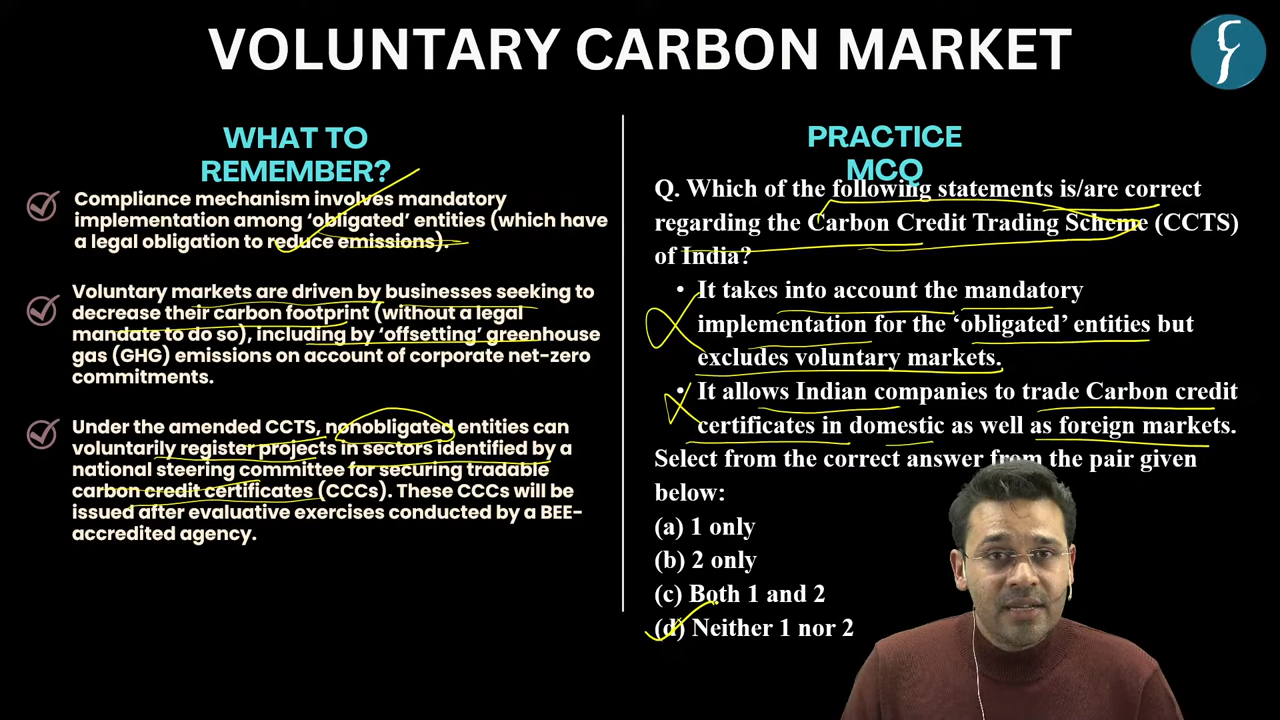 VOLUNTARY CARBON MARKET
WHAT TO
REMEMBER?
Compliance mechanism involves mandatory
implementation among ‘obligated’ entities (which have
a legal obligation to reduce emissions).
Voluntary markets are driven by businesses seeking to
decrease their carbon footprint (without a legal
mandate to do so), including by ‘offsetting’ greenhouse
gas (GHG) emissions on account of corporate net-zero
commitments.
Under the amended CCTS, nonobligated entities can
voluntarily register projects in sectors identified by a
national steering committee for securing tradable
carbon credit certificates (CCCs). These CCCs will be
issued after evaluative exercises conducted by a BEE-
accredited agency.
PRACTICE
MCQ
Q. Which of the following statements is/are correct
regarding the Carbon Credit Trading Scheme (CCTS)
of India?
• It takes into account the mandatory
implementation for the ‘obligated’ entities but
excludes voluntary markets.
• It allows Indian companies to trade Carbon credit
certificates in domestic as well as foreign markets.
Select from the correct answer from the pair given
below:
(a) 1 only
(b) 2 only
(c) Both 1 and 2
(d) Neither 1 nor 2